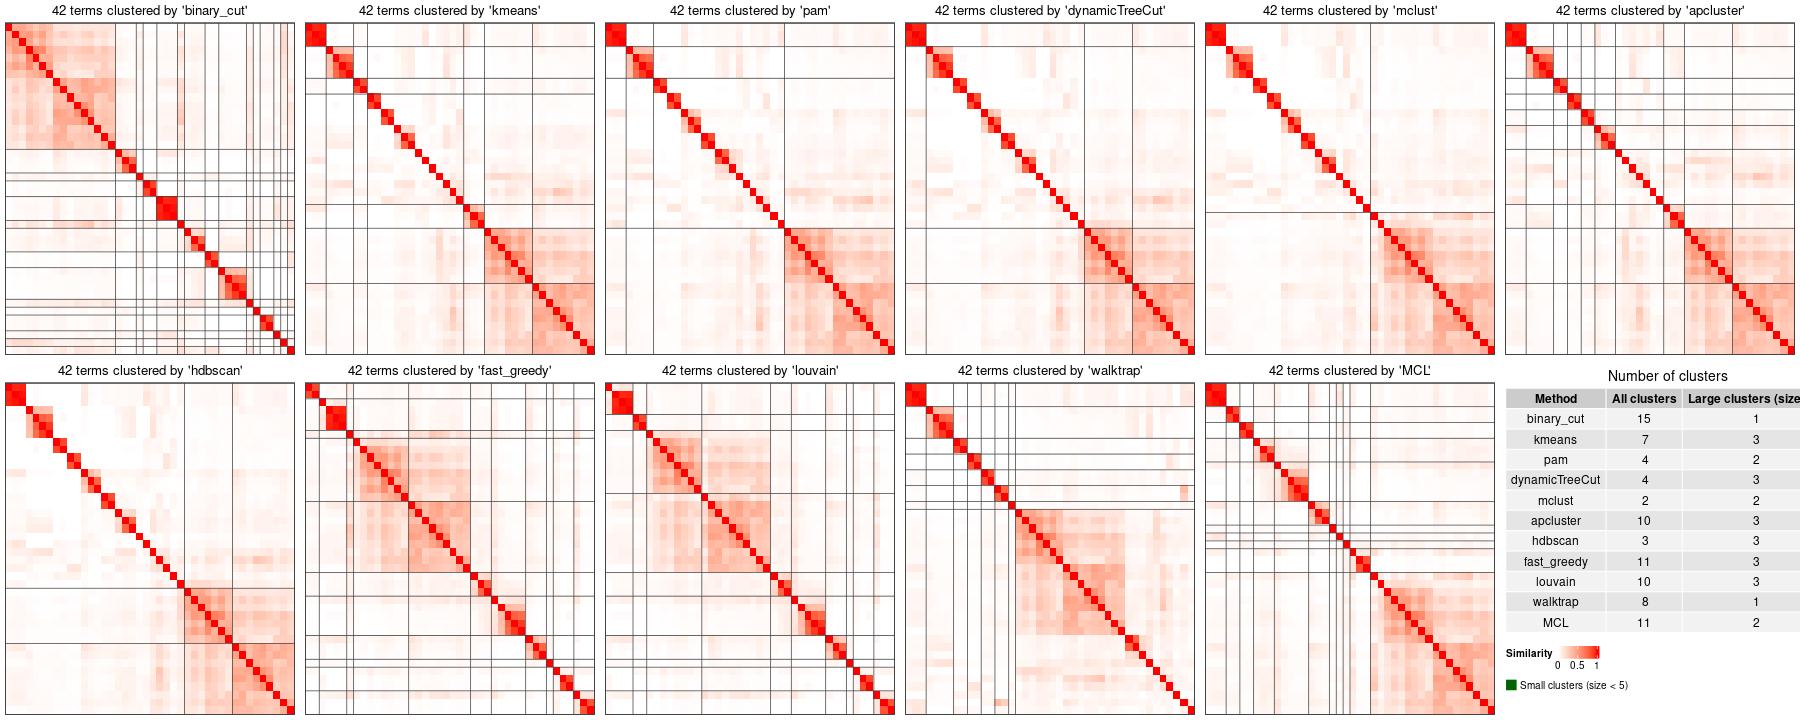 42 terms clustered by 'binary_cut'
42 terms clustered by 'kmeans'
42 terms clustered by 'pam'
42 terms clustered by 'dynamicTreeCut'
42 terms clustered by 'mclust'
42 terms clustered by 'apcluster'
42 terms clustered by 'hdbscan'
42 terms clustered by 'fast_greedy'
42 terms clustered by 'louvain'
42 terms clustered by 'walktrap'
42 terms clustered by 'MCL'
Number of clusters
Method All clusters Large clusters (size
binary_cut 15 1
kmeans 7 3
pam 4 2
dynamicTreeCut 4 3
mclust 2 2
apcluster 10 3
hdbscan 3 3
fast_greedy 11 3
louvain 10 3
walktrap 8 1
MCL 11 2
Similarity
0 0.5 1
Small clusters (size < 5)